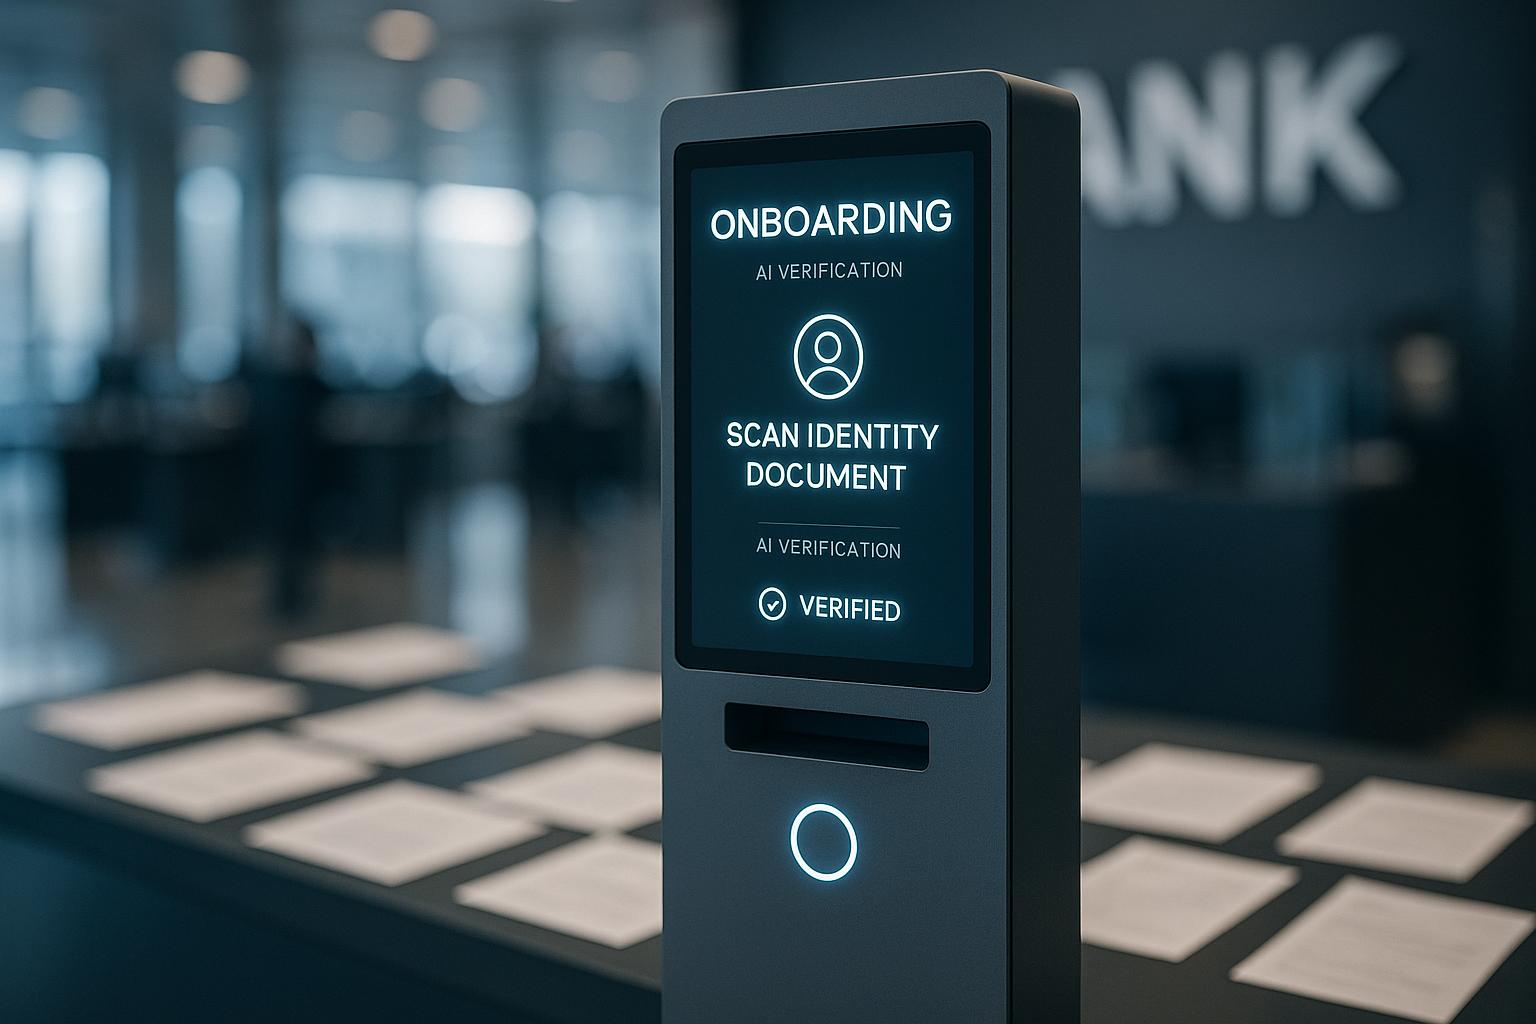 ONBOARDING
AI VERIFICATION
SCAN IDENTITY
DOCUMENT
AI VERIFICATION
VERIFIED
ANK